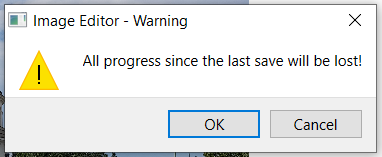 Image Editor - Warning
All progress since the last save will be lost!
OK
Cancel